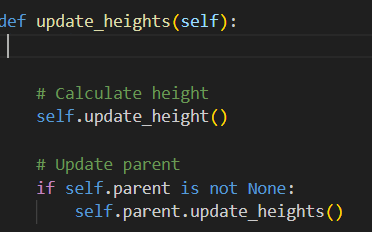 def update_heights(self):
# Calculate height
self.update_height()
# Update parent
if self.parent is not None:
self.parent.update_heights()